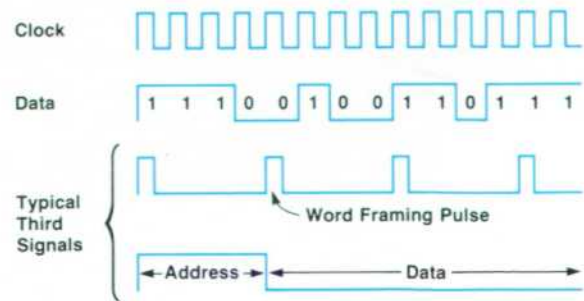 Clock
Data
1 1 1 0 0 1 0 0 1 1 0 1 1 1
Typical
Third
Signals
Word Framing Pulse
Address
Data